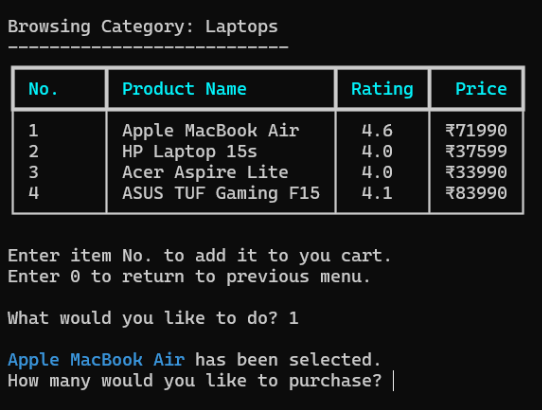 Browsing Category: Laptops
---------------------------
No. Product Name Rating Price
1 Apple MacBook Air 4.6 ₹71990
2 HP Laptop 15s 4.0 ₹37599
3 Acer Aspire Lite 4.0 ₹33990
4 ASUS TUF Gaming F15 4.1 ₹83990
Enter item No. to add it to you cart.
Enter 0 to return to previous menu.
What would you like to do? 1
Apple MacBook Air has been selected.
How many would you like to purchase?